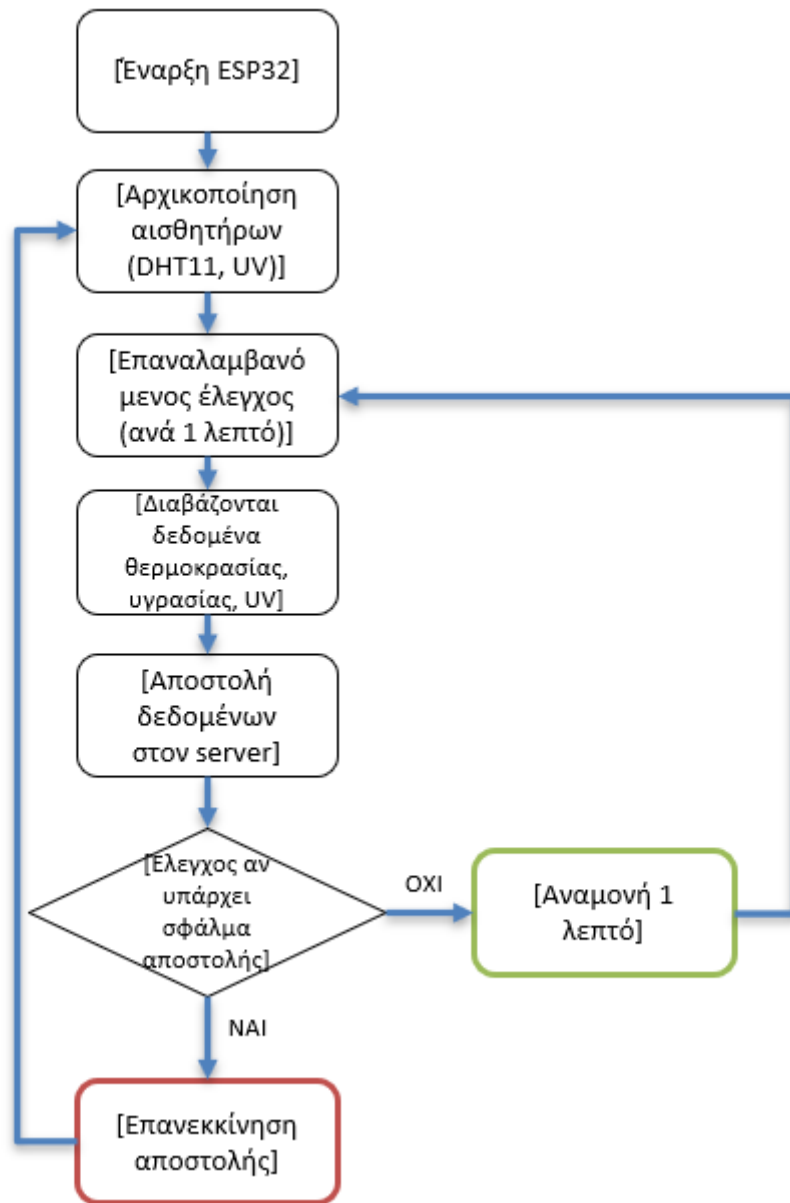 [Έναρξη ESP32]
[Αρχικοποίηση
αισθητήρων
(DHT11, UV)]
[Επαναλαμβανό
μενος έλεγχος
(ανά 1 λεπτό)]
[Διαβάζονται
δεδομένα
θερμοκρασίας,
υγρασίας, UV]
[Αποστολή
δεδομένων
στον server]
[Έλεγχος αν
υπάρχει
σφάλμα
αποστολής]
ΟΧΙ
[Αναμονή 1
λεπτό]
ΝΑΙ
[Επανεκκίνηση
αποστολής]